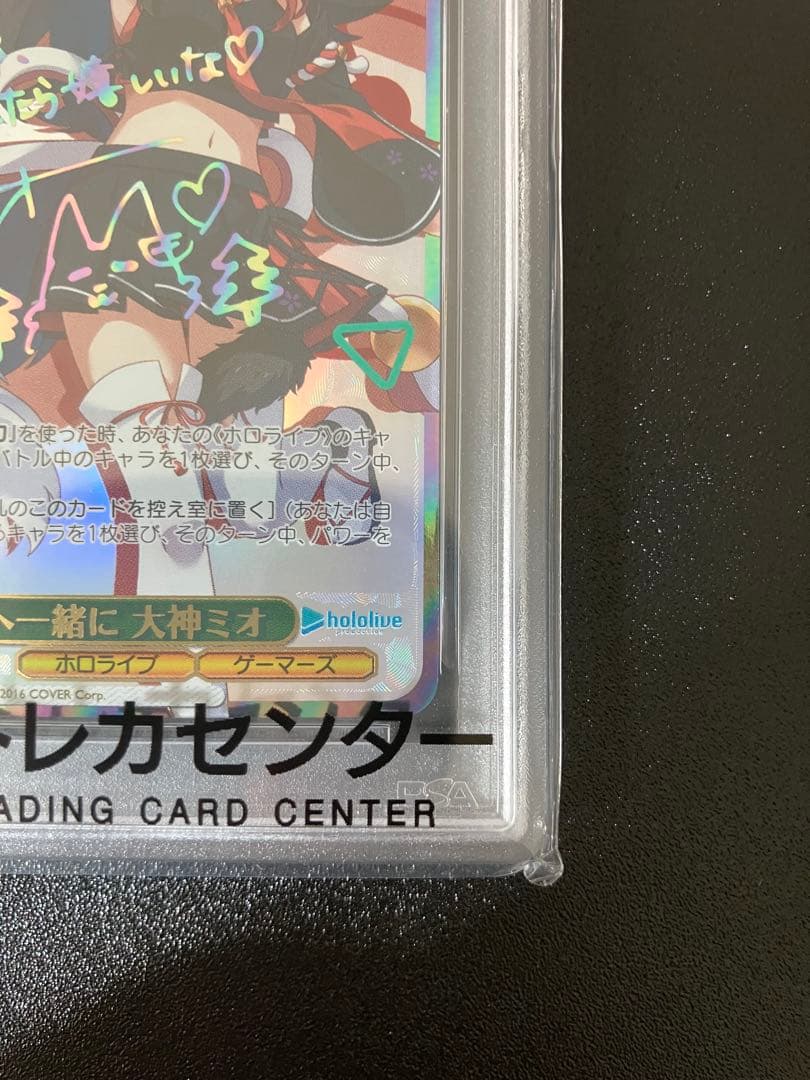 たら嬉しいな♡
』を使った時、あなたの《ホロライブ》のキャ
バトル中のキャラを1枚選び、そのターン中、
のこのカードを控え室に置く］（あなたは自
キャラを1枚選び、そのターン中、パワーを
へ一緒に 大神ミオ
hololive
production
ホロライブ
ゲーマーズ
2016 COVER Corp.
トレカセンター
ADING CARD CENTER
PSA